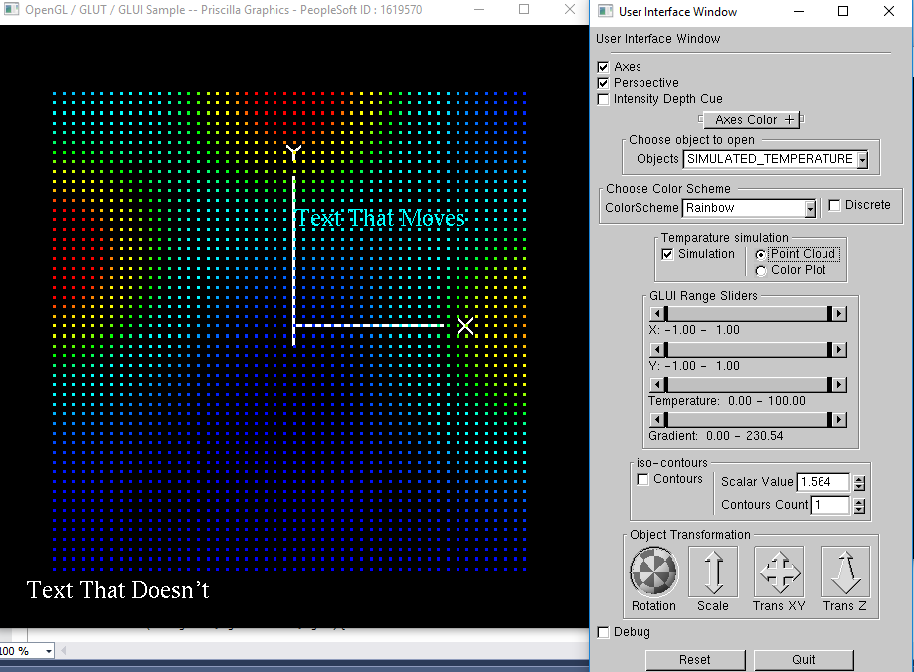 OpenGL / GLUT / GLUI Sample -- Priscilla Graphics - PeopleSoft ID : 1619570
Y
Text That Moves
X
Text That Doesn't
100 %
User Interface Window
User Interface Window
Axes
Perspective
Intensity Depth Cue
Axes Color +
Choose object to open
Objects SIMULATED_TEMPERATURE
Choose Color Scheme
ColorScheme Rainbow
Discrete
Temparature simulation
Simulation
Point Cloud
Color Plot
GLUI Range Sliders
X: -1.00 - 1.00
Y: -1.00 - 1.00
Temperature: 0.00 - 100.00
Gradient: 0.00 - 230.54
iso-contours
Contours
Scalar Value 1.564
Contours Count 1
Object Transformation
Rotation Scale Trans XY Trans Z
Debug
Reset Quit